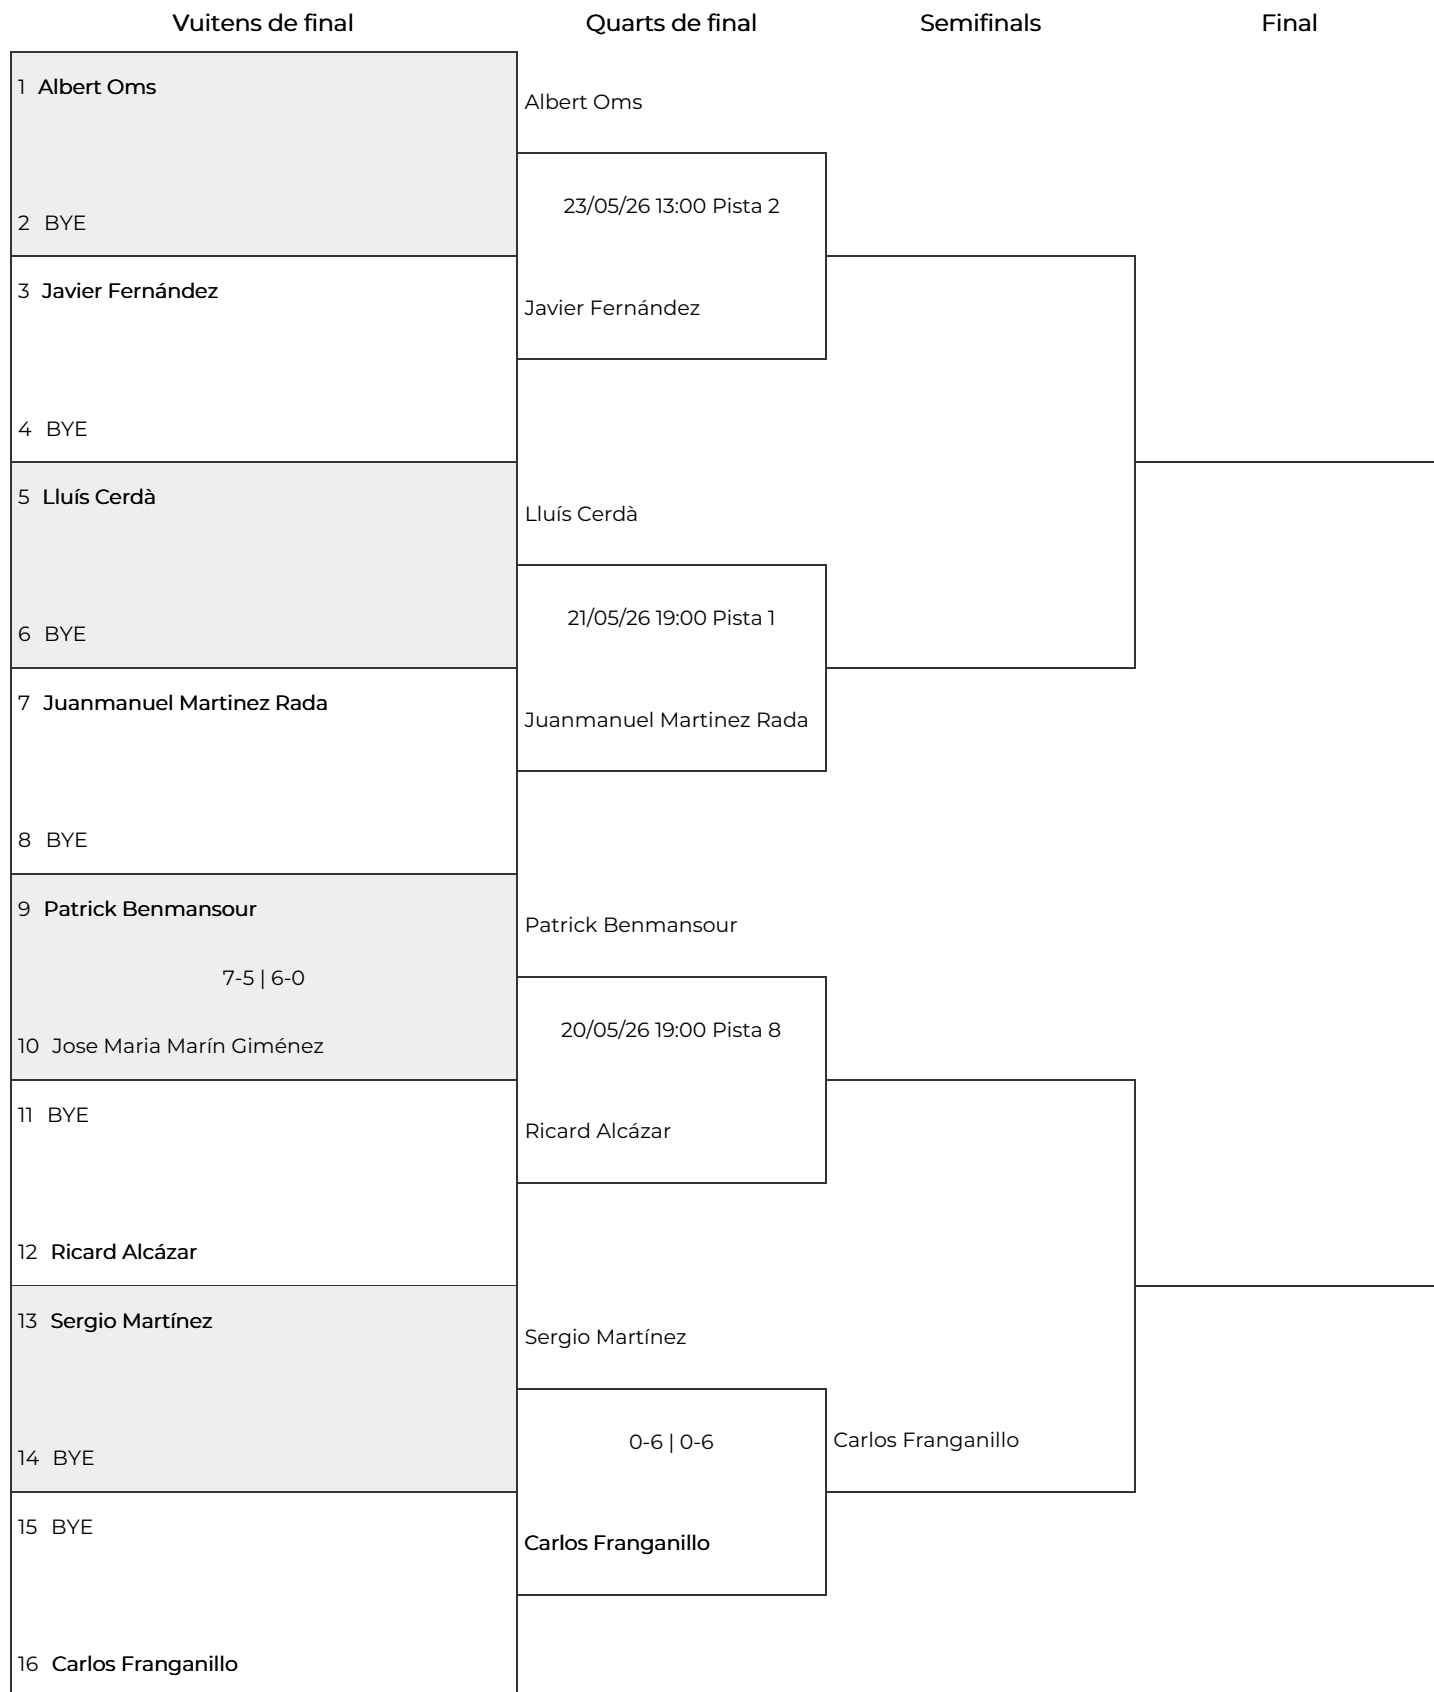 Vuitens de final
Quarts de final
Semifinals
Final
1 Albert Oms
2 BYE
3 Javier Fernández
4 BYE
5 Lluís Cerdà
6 BYE
7 Juanmanuel Martinez Rada
8 BYE
9 Patrick Benmansour
7-5 | 6-0
10 Jose Maria Marín Giménez
11 BYE
12 Ricard Alcázar
13 Sergio Martínez
14 BYE
15 BYE
16 Carlos Franganillo
Albert Oms
23/05/26 13:00 Pista 2
Javier Fernández
Lluís Cerdà
21/05/26 19:00 Pista 1
Juanmanuel Martinez Rada
Patrick Benmansour
20/05/26 19:00 Pista 8
Ricard Alcázar
Sergio Martínez
0-6 | 0-6
Carlos Franganillo
Carlos Franganillo